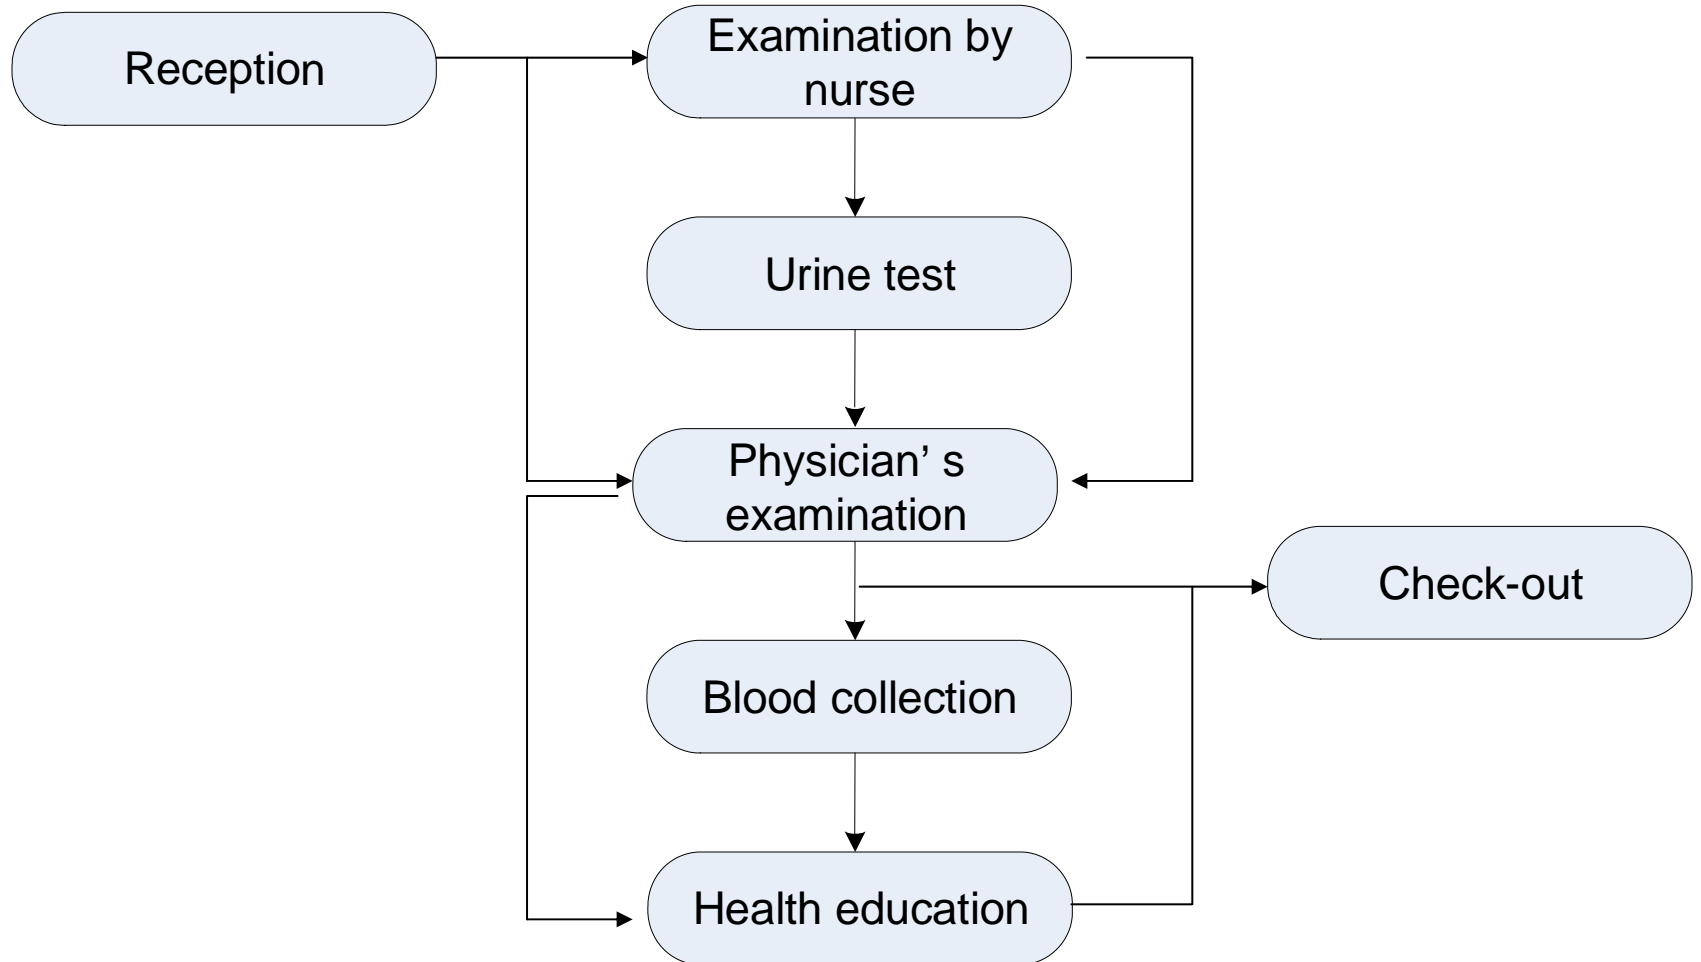 Reception
Examination by
nurse
Urine test
Physician’ s
examination
Check-out
Blood collection
Health education